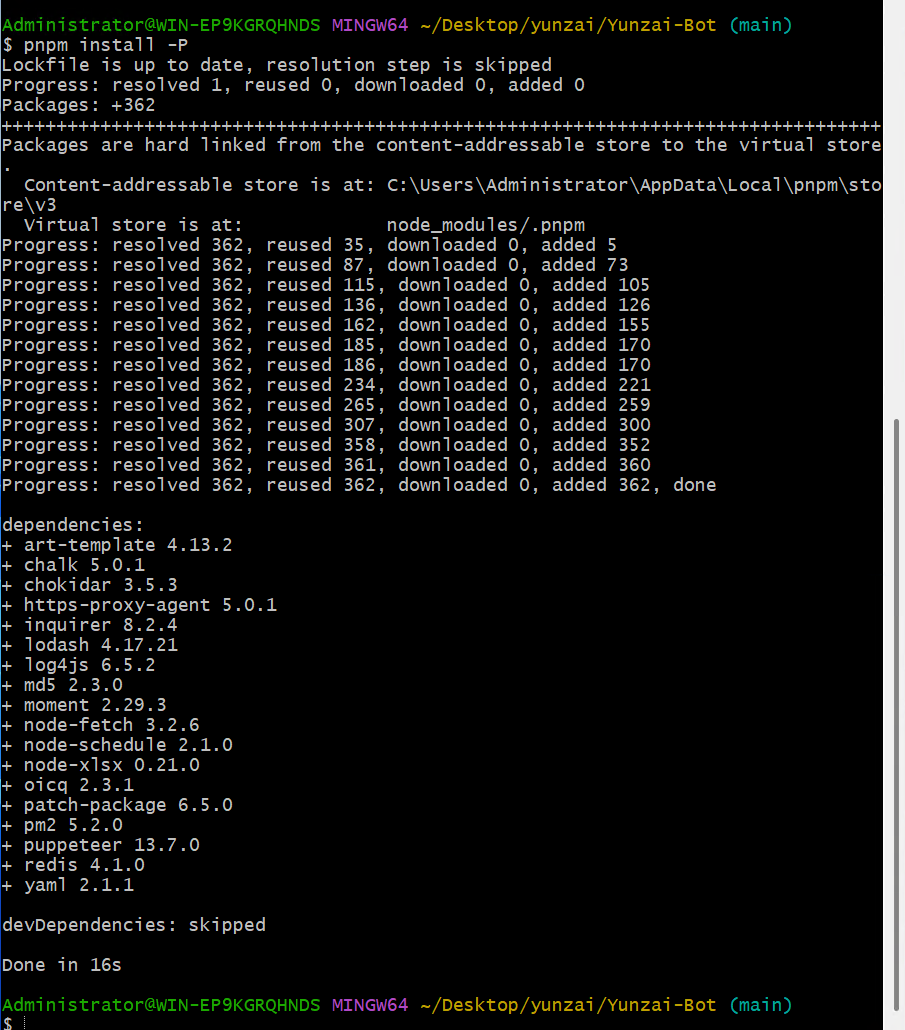 Administrator@WIN-EP9KGRQHNDS MINGW64 ~/Desktop/yunzai/Yunzai-Bot (main)
$ pnpm install -P
Lockfile is up to date, resolution step is skipped
Progress: resolved 1, reused 0, downloaded 0, added 0
Packages: +362
++++++++++++++++++++++++++++++++++++++++++++++++++++++++++++++++++++++++++++++++
Packages are hard linked from the content-addressable store to the virtual store
.
  Content-addressable store is at: C:\Users\Administrator\AppData\Local\pnpm\sto
re\v3
  Virtual store is at:             node_modules/.pnpm
Progress: resolved 362, reused 35, downloaded 0, added 5
Progress: resolved 362, reused 87, downloaded 0, added 73
Progress: resolved 362, reused 115, downloaded 0, added 105
Progress: resolved 362, reused 136, downloaded 0, added 126
Progress: resolved 362, reused 162, downloaded 0, added 155
Progress: resolved 362, reused 185, downloaded 0, added 170
Progress: resolved 362, reused 186, downloaded 0, added 170
Progress: resolved 362, reused 234, downloaded 0, added 221
Progress: resolved 362, reused 265, downloaded 0, added 259
Progress: resolved 362, reused 307, downloaded 0, added 300
Progress: resolved 362, reused 358, downloaded 0, added 352
Progress: resolved 362, reused 361, downloaded 0, added 360
Progress: resolved 362, reused 362, downloaded 0, added 362, done
dependencies:
+ art-template 4.13.2
+ chalk 5.0.1
+ chokidar 3.5.3
+ https-proxy-agent 5.0.1
+ inquirer 8.2.4
+ lodash 4.17.21
+ log4js 6.5.2
+ md5 2.3.0
+ moment 2.29.3
+ node-fetch 3.2.6
+ node-schedule 2.1.0
+ node-xlsx 0.21.0
+ oicq 2.3.1
+ patch-package 6.5.0
+ pm2 5.2.0
+ puppeteer 13.7.0
+ redis 4.1.0
+ yaml 2.1.1
devDependencies: skipped
Done in 16s
Administrator@WIN-EP9KGRQHNDS MINGW64 ~/Desktop/yunzai/Yunzai-Bot (main)
$